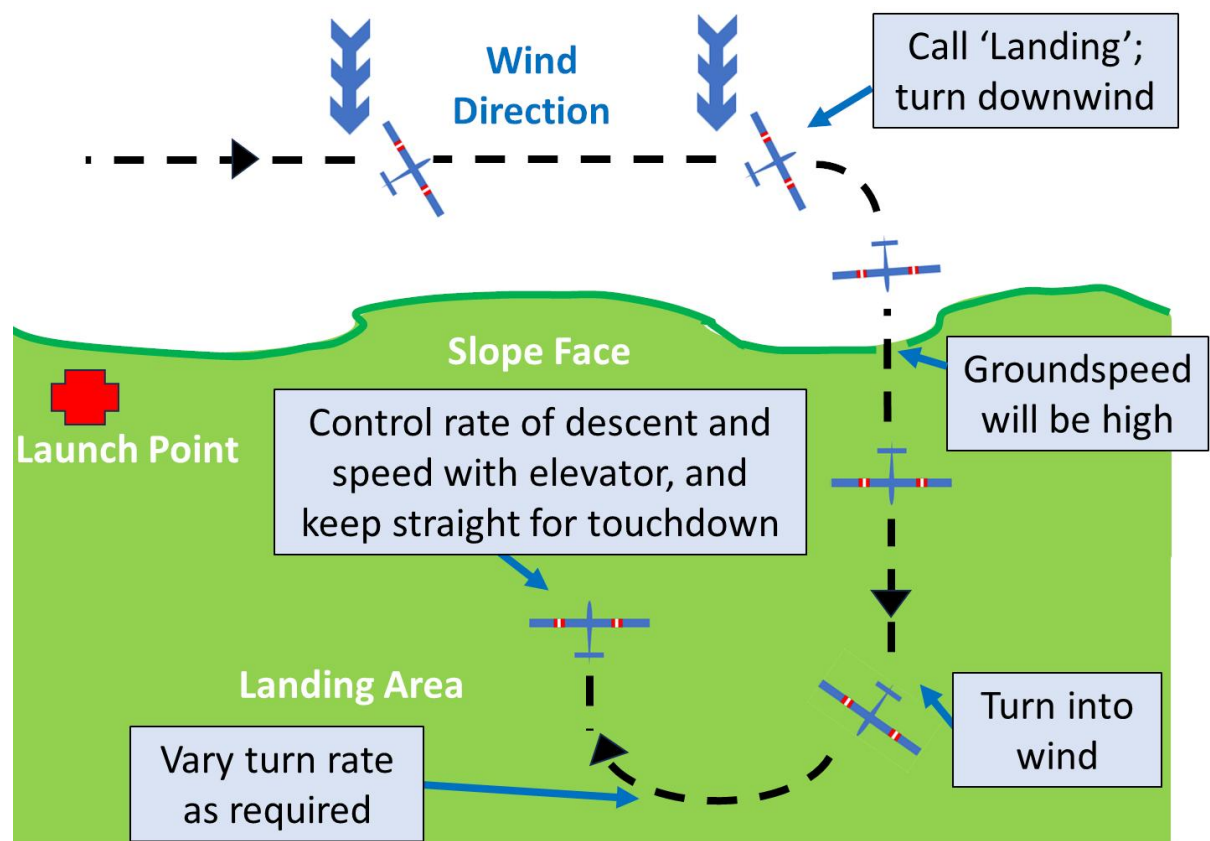 Wind
Direction
Call ‘Landing’;
turn downwind
Slope Face
Launch Point
Groundspeed
will be high
Control rate of descent and
speed with elevator, and
keep straight for touchdown
Landing Area
Turn into
wind
Vary turn rate
as required